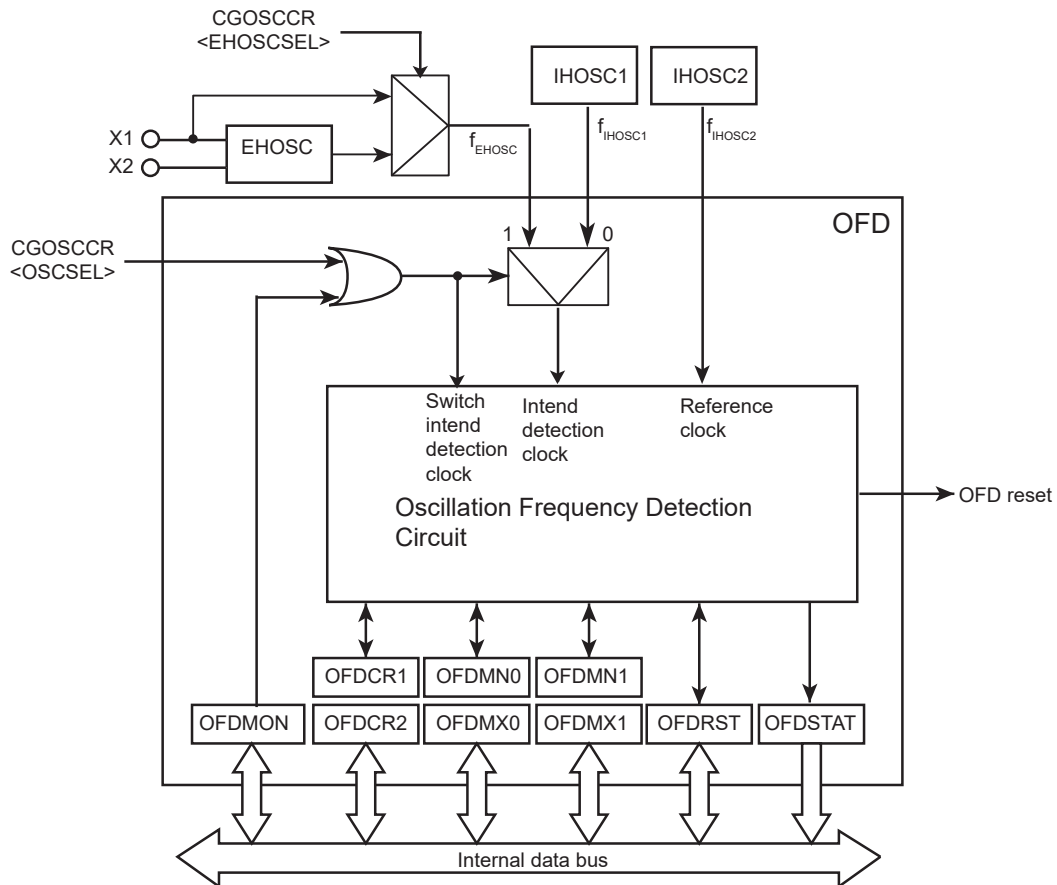 CGOSCCR
<EHOSCSEL>
IHOSC1
IHOSC2
X1
X2
EHOSC
fEHOSC
fIHOSC1
fIHOSC2
OFD
CGOSCCR
<OSCSEL>
1
0
Switch
intend
detection
clock
Intend
detection
clock
Reference
clock
Oscillation Frequency Detection
Circuit
OFD reset
OFDCR1
OFDMN0
OFDMN1
OFDMON
OFDCR2
OFDMX0
OFDMX1
OFDRST
OFDSTAT
Internal data bus